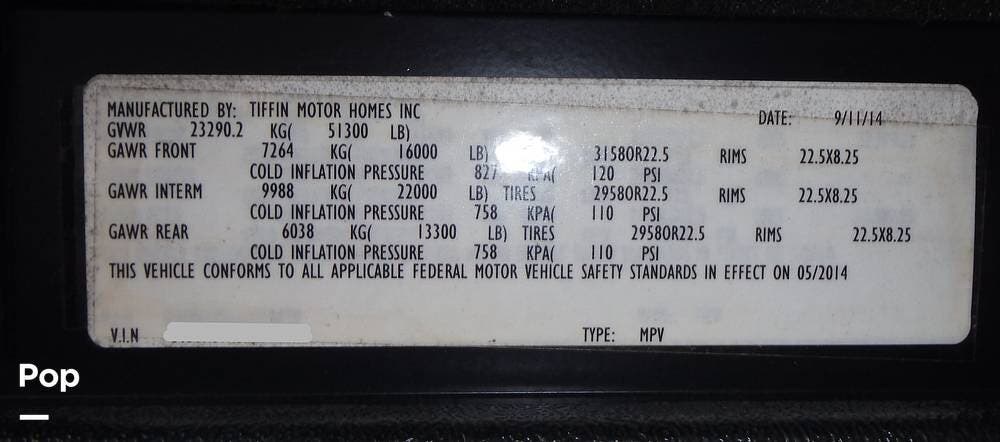 MANUFACTURED BY: TIFFIN MOTOR HOMES INC DATE: 9/11/14
GVWR 23290.2 KG( 51300 LB)
GAWR FRONT 7264 KG( 16000 LB) 31580R22.5 RIMS 22.5X8.25
COLD INFLATION PRESSURE 827 KPA( 120 PSI
GAWR INTERM 9988 KG( 22000 LB) TIRES 29580R22.5 RIMS 22.5X8.25
COLD INFLATION PRESSURE 758 KPA( 110 PSI
GAWR REAR 6038 KG( 13300 LB) TIRES 29580R22.5 RIMS 22.5X8.25
COLD INFLATION PRESSURE 758 KPA( 110 PSI
THIS VEHICLE CONFORMS TO ALL APPLICABLE FEDERAL MOTOR VEHICLE SAFETY STANDARDS IN EFFECT ON 05/2014
V.I.N TYPE: MPV
Pop